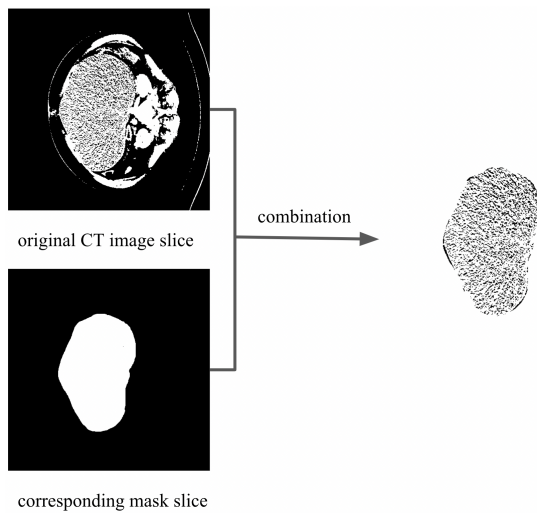 original CT image slice
combination
corresponding mask slice